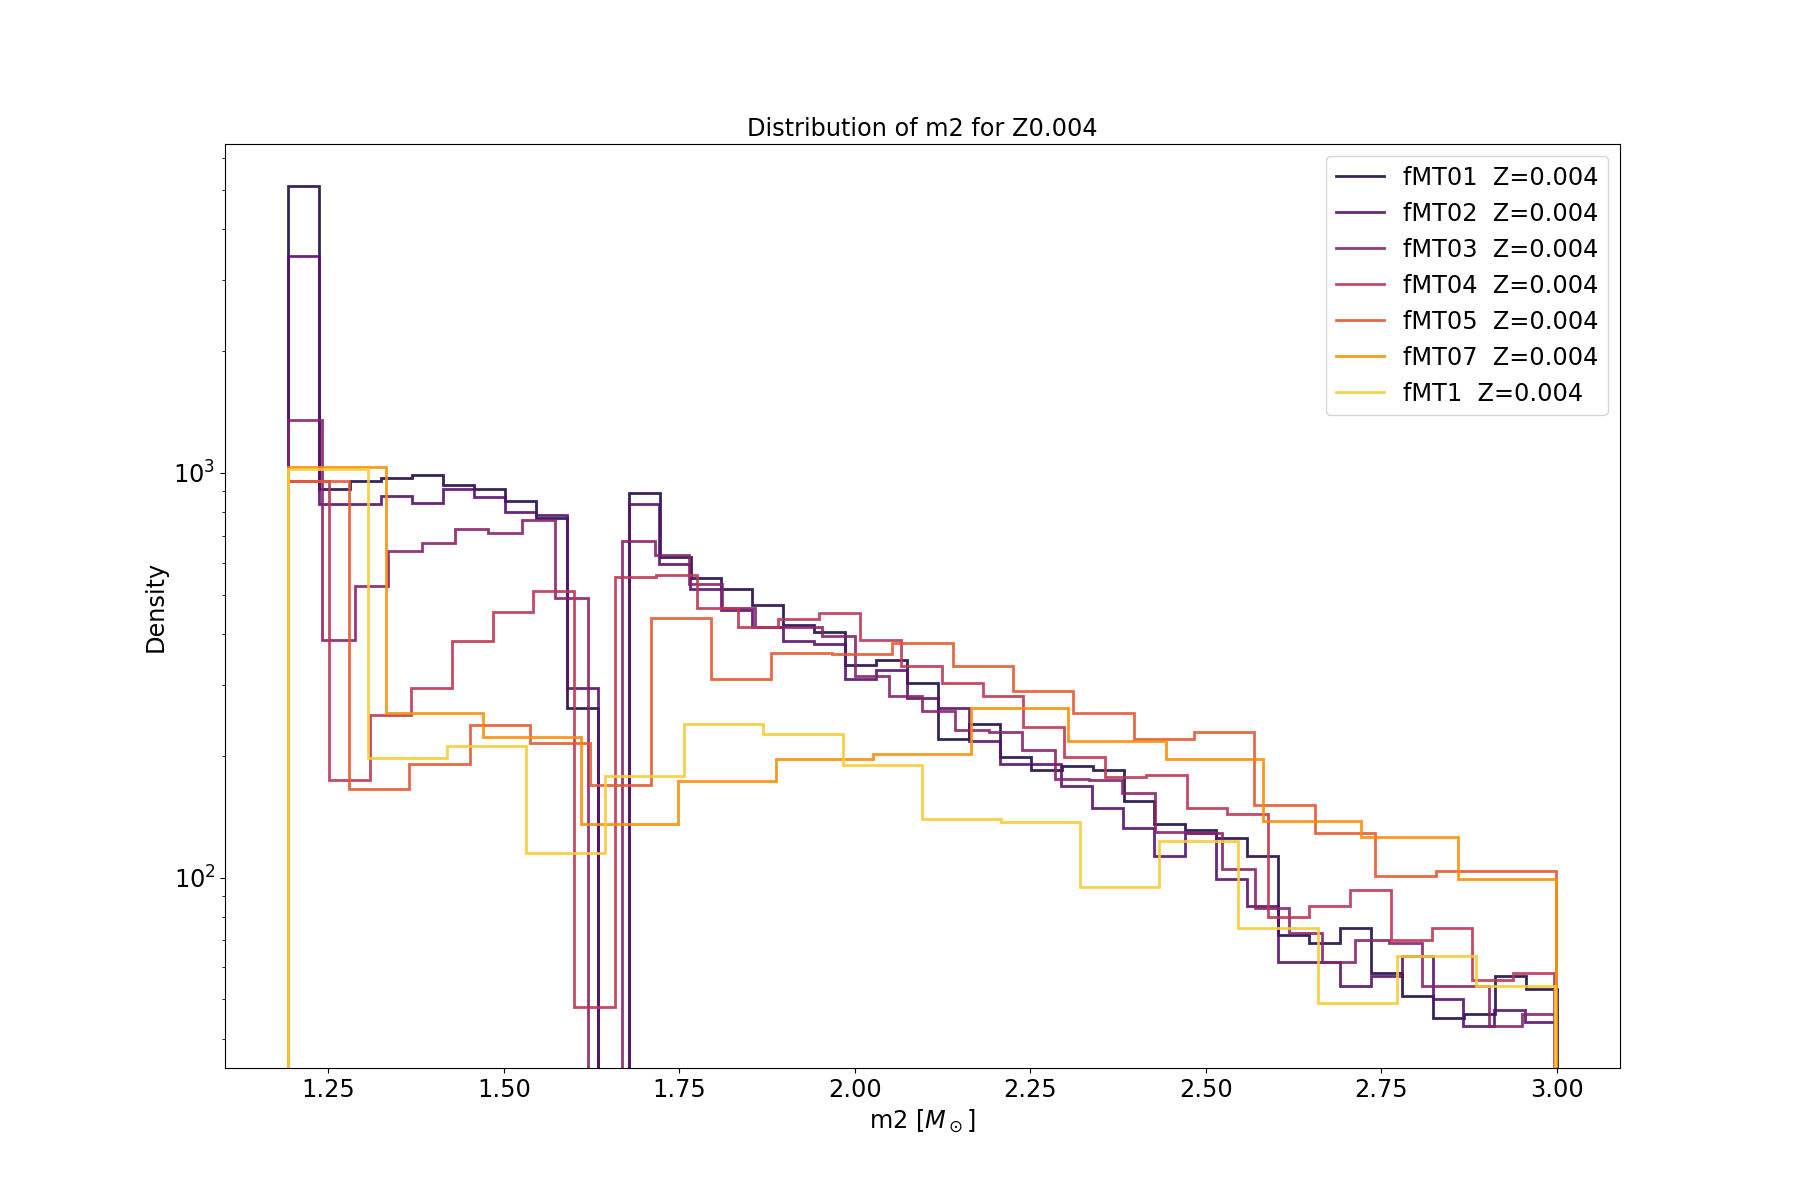 Distribution of m2 for Z0.004
fMT01  Z=0.004
fMT02  Z=0.004
fMT03  Z=0.004
fMT04  Z=0.004
fMT05  Z=0.004
fMT07  Z=0.004
fMT1  Z=0.004
10³
10²
Density
1.25 1.50 1.75 2.00 2.25 2.50 2.75 3.00
m2 [M_⊙]